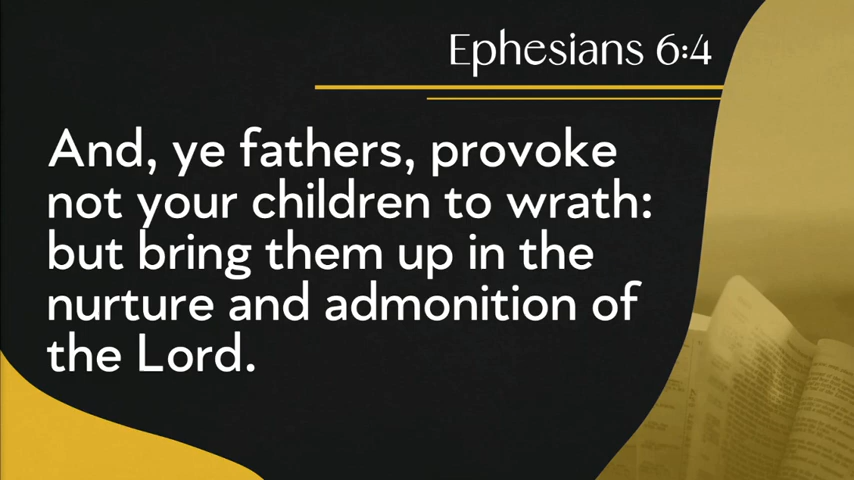 Ephesians 6:4
And, ye fathers, provoke
not your children to wrath:
but bring them up in the
nurture and admonition of
the Lord.